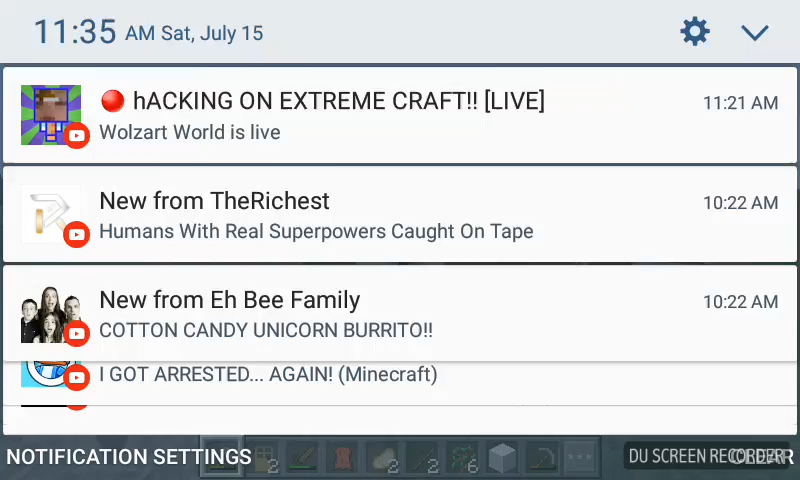 11:35 AM Sat, July 15
hACKING ON EXTREME CRAFT!! [LIVE]
11:21 AM
Wolzart World is live
New from TheRichest
10:22 AM
Humans With Real Superpowers Caught On Tape
New from Eh Bee Family
10:22 AM
COTTON CANDY UNICORN BURRITO!!
I GOT ARRESTED... AGAIN! (Minecraft)
NOTIFICATION SETTINGS
2
2
2
6
DU SCREEN RECORDER
CLEAR